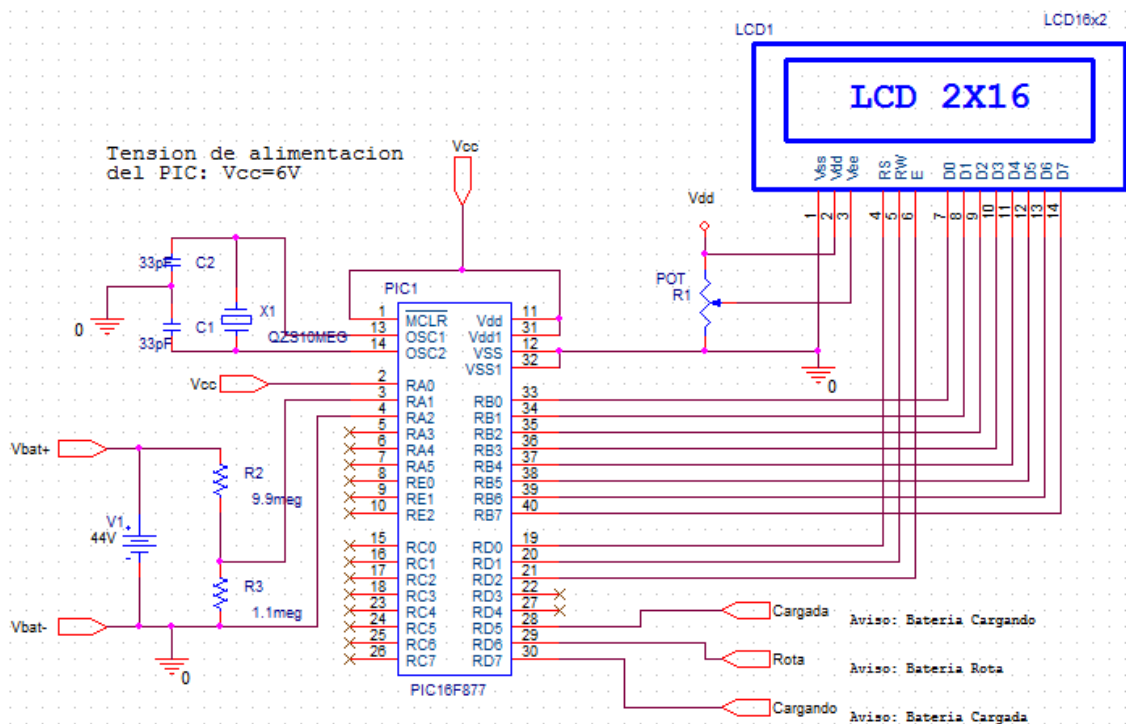 LCD1
LCD16x2
LCD 2X16
Vss
Vdd
Vee
RS
RW
E
D0
D1
D2
D3
D4
D5
D6
D7
1
2
3
4
5
6
7
8
9
10
11
12
13
14
Tension de alimentacion
del PIC: Vcc=6V
Vcc
Vdd
POT
R1
0
33pF
C2
X1
QZS10MEG
C1
33pF
0
PIC1
1
MCLR
13
OSC1
14
OSC2
Vcc
2
RA0
3
RA1
4
RA2
5
RA3
6
RA4
7
RA5
8
RE0
9
RE1
10
RE2
15
RC0
16
RC1
17
RC2
18
RC3
23
RC4
24
RC5
25
RC6
26
RC7
Vdd
11
Vdd1
31
VSS
12
VSS1
32
RB0
33
RB1
34
RB2
35
RB3
36
RB4
37
RB5
38
RB6
39
RB7
40
RD0
19
RD1
20
RD2
21
RD3
22
RD4
27
RD5
28
RD6
29
RD7
30
PIC16F877
Vbat+
R2
9.9meg
V1
44V
+
-
R3
1.1meg
Vbat-
0
Cargada
Aviso: Bateria Cargando
Rota
Aviso: Bateria Rota
Cargando
Aviso: Bateria Cargada